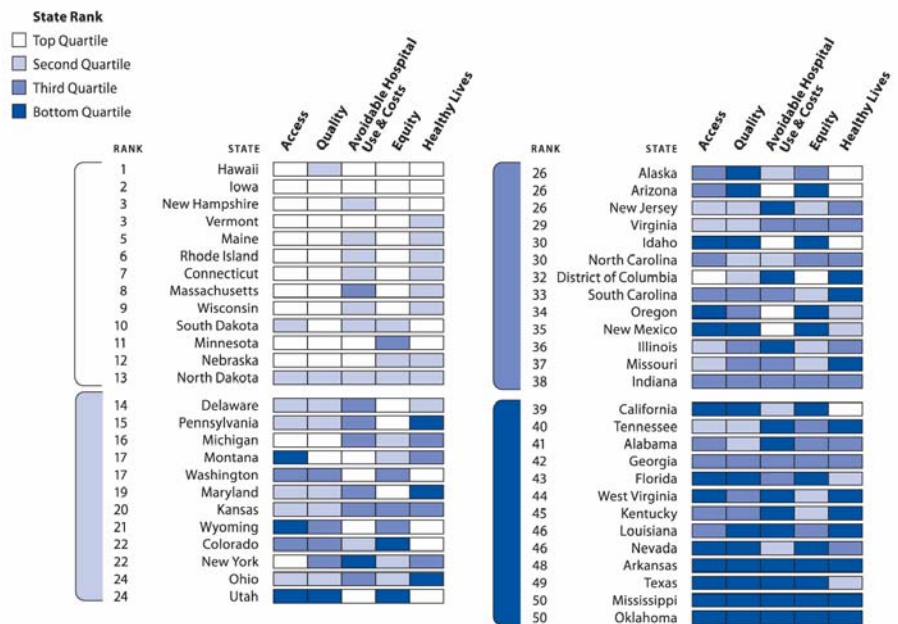 State Rank
Top Quartile
Second Quartile
Third Quartile
Bottom Quartile
RANK
STATE
Access
Quality
Avoidable Hospital
Use & Costs
Equity
Healthy Lives
1 Hawaii
2 Iowa
3 New Hampshire
3 Vermont
5 Maine
6 Rhode Island
7 Connecticut
8 Massachusetts
9 Wisconsin
10 South Dakota
11 Minnesota
12 Nebraska
13 North Dakota
14 Delaware
15 Pennsylvania
16 Michigan
17 Montana
17 Washington
19 Maryland
20 Kansas
21 Wyoming
22 Colorado
22 New York
24 Ohio
24 Utah
RANK
STATE
Access
Quality
Avoidable Hospital
Use & Costs
Equity
Healthy Lives
26 Alaska
26 Arizona
26 New Jersey
29 Virginia
30 Idaho
30 North Carolina
32 District of Columbia
33 South Carolina
34 Oregon
35 New Mexico
36 Illinois
37 Missouri
38 Indiana
39 California
40 Tennessee
41 Alabama
42 Georgia
43 Florida
44 West Virginia
45 Kentucky
46 Louisiana
46 Nevada
48 Arkansas
49 Texas
50 Mississippi
50 Oklahoma